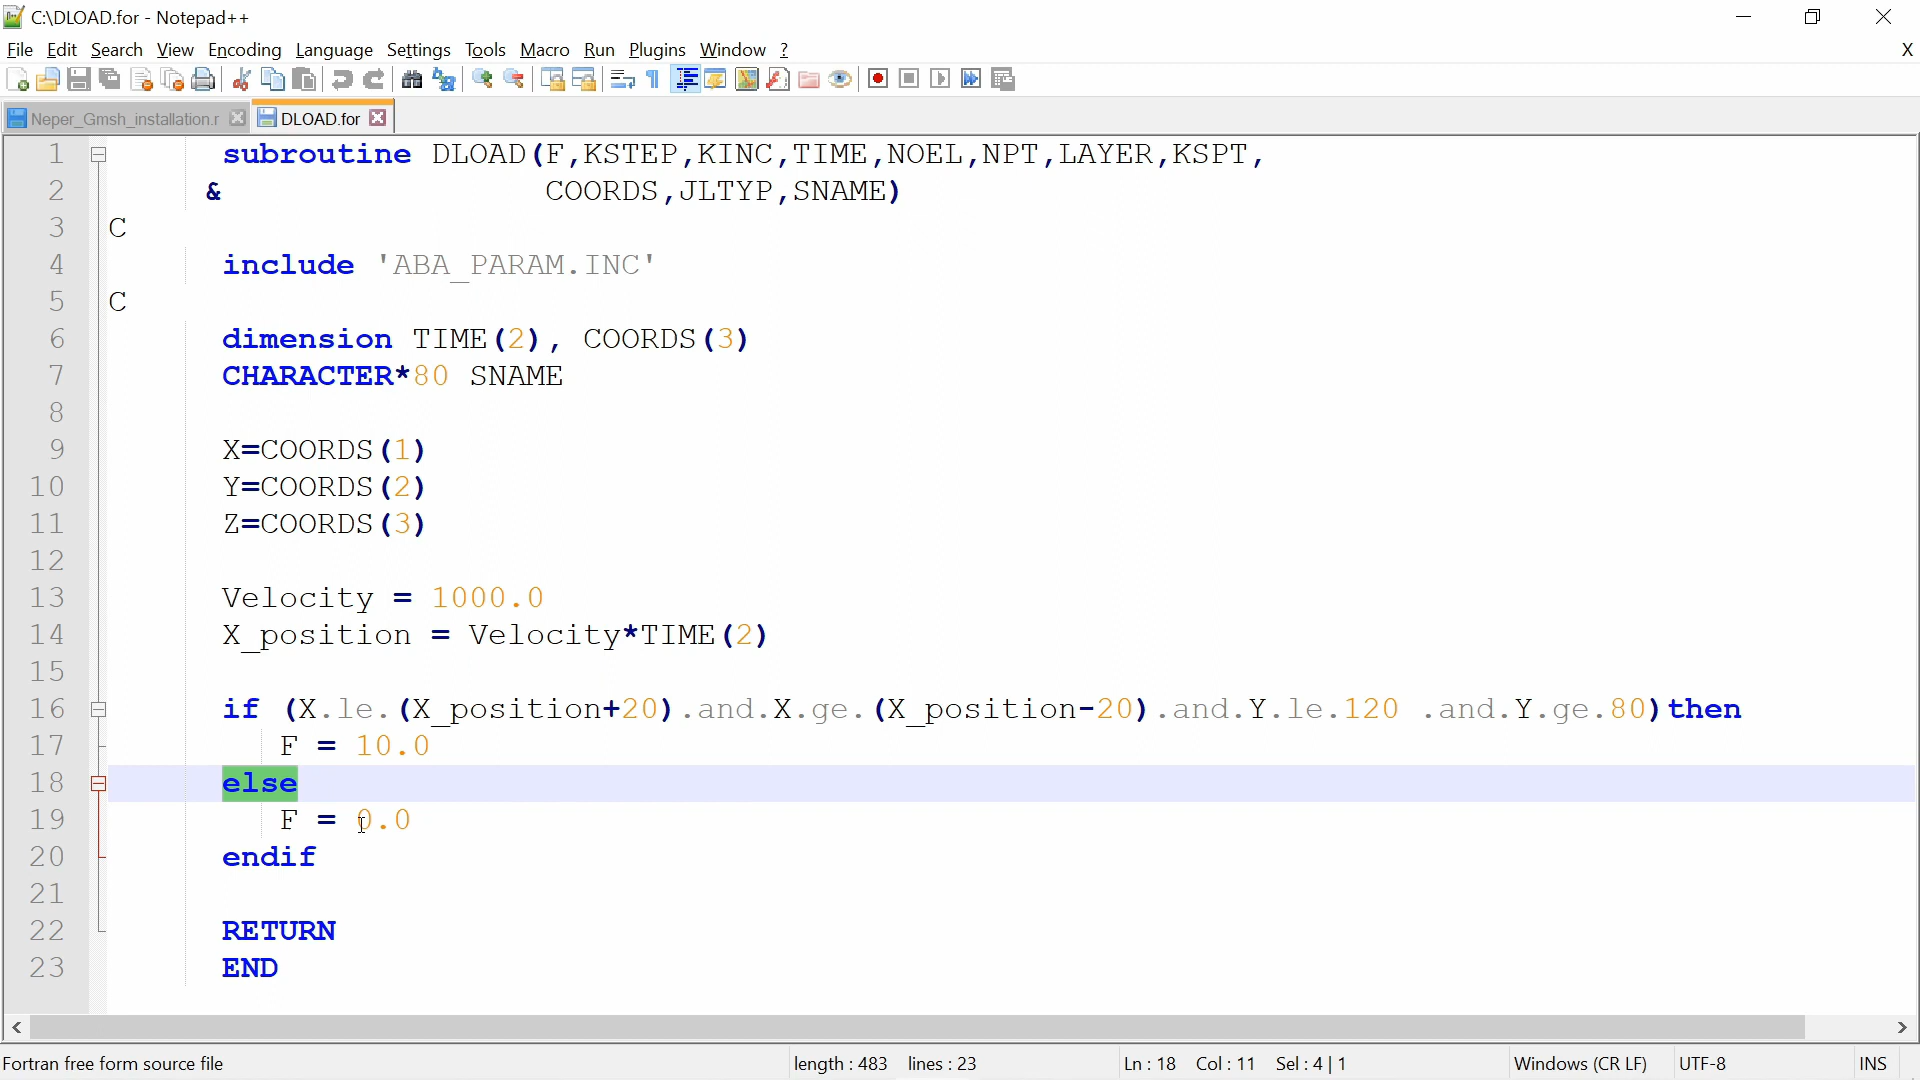 C:\DLOAD.for - Notepad++
File Edit Search View Encoding Language Settings Tools Macro Run Plugins Window ? X
Neper_Gmsh_installation.r DLOAD.for
1 subroutine DLOAD(F,KSTEP,KINC,TIME,NOEL,NPT,LAYER,KSPT,
2 & COORDS,JLTYP,SNAME)
3 C
4 include 'ABA_PARAM.INC'
5 C
6 dimension TIME(2), COORDS(3)
7 CHARACTER*80 SNAME
8
9 X=COORDS(1)
10 Y=COORDS(2)
11 Z=COORDS(3)
12
13 Velocity = 1000.0
14 X_position = Velocity*TIME(2)
15
16 if (X.le.(X_position+20).and.X.ge.(X_position-20).and.Y.le.120 .and.Y.ge.80)then
17 F = 10.0
18 else
19 F = 0.0
20 endif
21
22 RETURN
23 END
Fortran free form source file length : 483 lines : 23 Ln : 18 Col : 11 Sel : 4 | 1 Windows (CR LF) UTF-8 INS